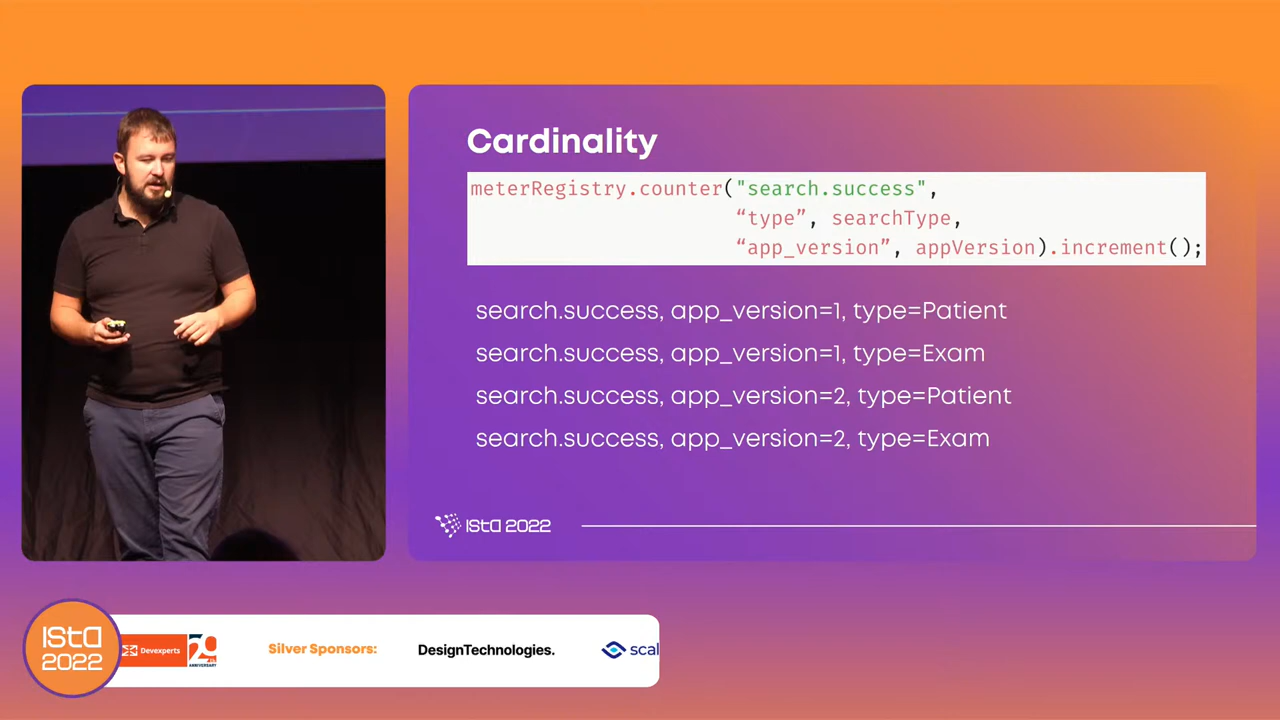 Cardinality
meterRegistry.counter("search.success",
“type”, searchType,
“app_version”, appVersion).increment();
search.success, app_version=1, type=Patient
search.success, app_version=1, type=Exam
search.success, app_version=2, type=Patient
search.success, app_version=2, type=Exam
ISTA 2022
ISTA
2022
Devexperts
20
ANNIVERSARY
Silver Sponsors:
DesignTechnologies.
scal